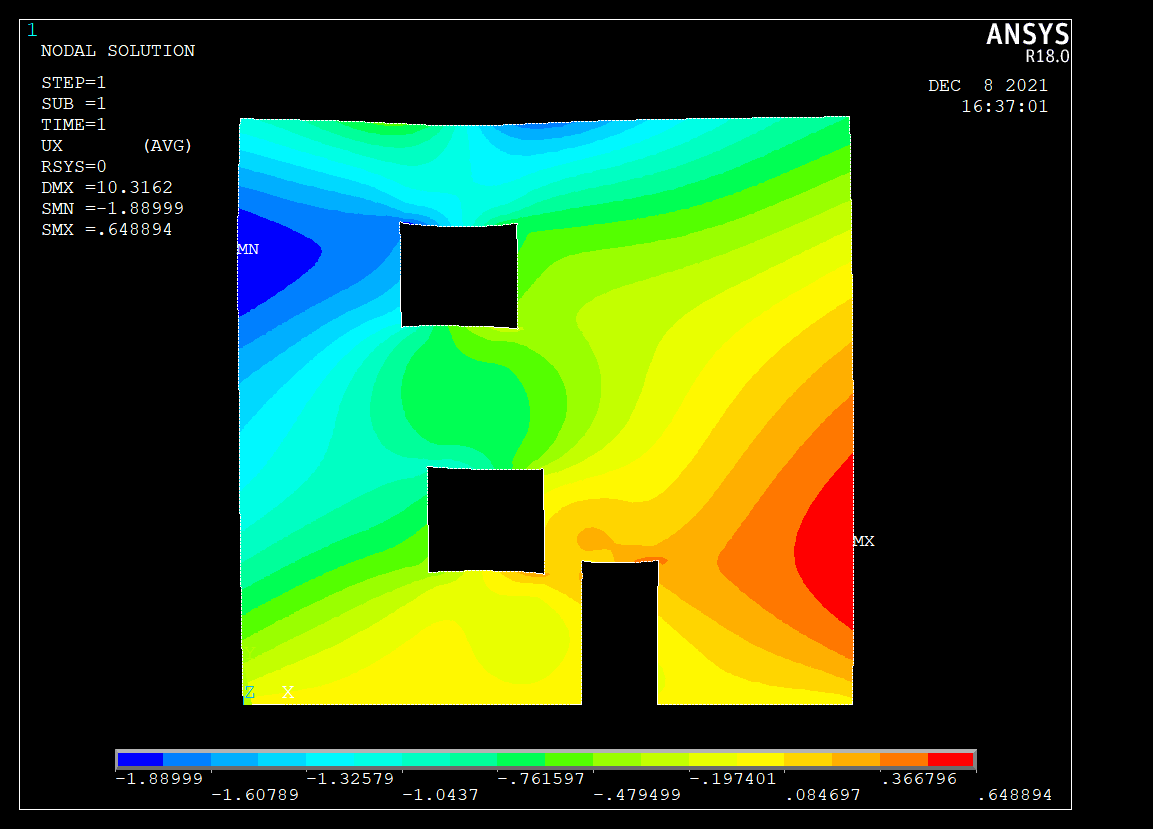 1
ANSYS
R18.0
NODAL SOLUTION
STEP=1
SUB =1
TIME=1
UX (AVG)
RSYS=0
DMX =10.3162
SMN =-1.88999
SMX =.648894
DEC 8 2021
16:37:01
MN
MX
Z X
-1.88999 -1.32579 -.761597 -.197401 .366796
-1.60789 -1.0437 -.479499 .084697 .648894